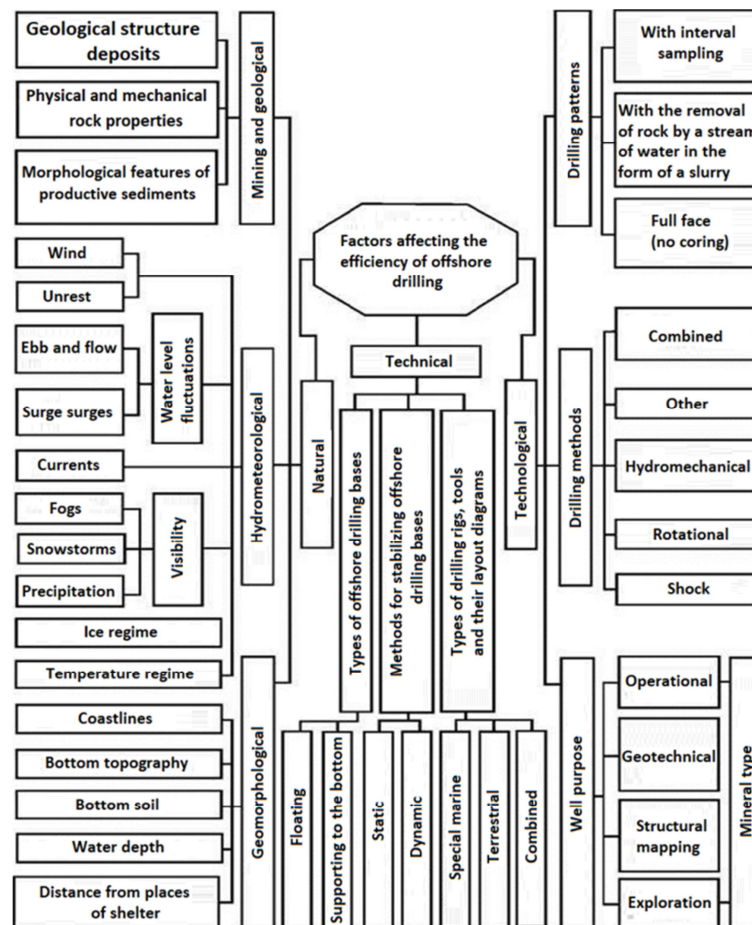 Geological structure
deposits
Physical and mechanical
rock properties
Morphological features of
productive sediments
Mining and geological
Wind
Unrest
Ebb and flow
Surge surges
Water level
fluctuations
Currents
Fogs
Snowstorms
Precipitation
Visibility
Ice regime
Temperature regime
Hydrometeorological
Coastlines
Bottom topography
Bottom soil
Water depth
Distance from places
of shelter
Geomorphological
Natural
Factors affecting the
efficiency of offshore
drilling
Technical
Types of offshore drilling bases
Methods for stabilizing offshore
drilling bases
Types of drilling rigs, tools
and their layout diagrams
Floating
Supporting to the bottom
Static
Dynamic
Special marine
Terrestrial
Combined
Technological
Drilling patterns
With interval
sampling
With the removal
of rock by a stream
of water in the
form of a slurry
Full face
(no coring)
Drilling methods
Combined
Other
Hydromechanical
Rotational
Shock
Well purpose
Operational
Geotechnical
Structural
mapping
Exploration
Mineral type